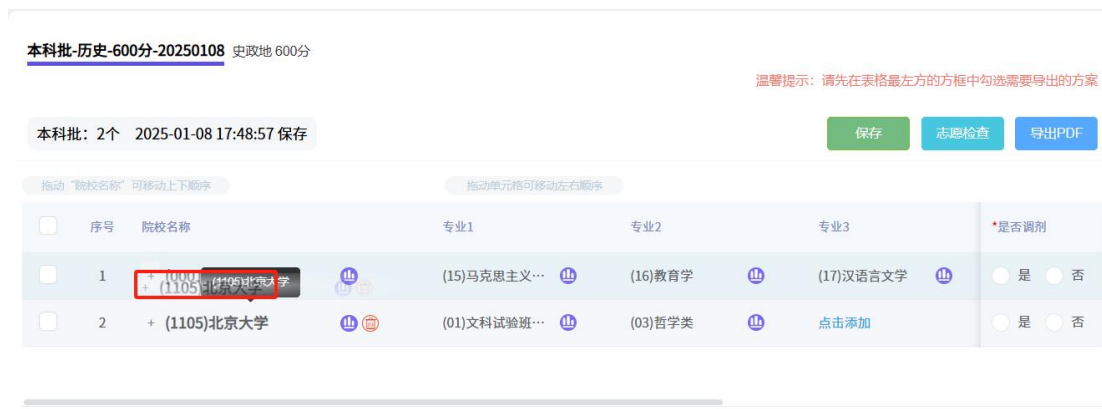 本科批-历史-600分-20250108 史政地 600分
温馨提示：请先在表格最左方的方框中勾选需要导出的方案
本科批：2个 2025-01-08 17:48:57 保存
保存 志愿检查 导出PDF
拖动“院校名称”可移动上下顺序 拖动单元格可移动左右顺序
序号 院校名称 专业1 专业2 专业3 *是否调剂
1 (15)马克思主义… (16)教育学 (17)汉语言文学 是 否
+ (1105)北京大学
2 + (1105)北京大学 (01)文科试验班… (03)哲学类 点击添加 是 否